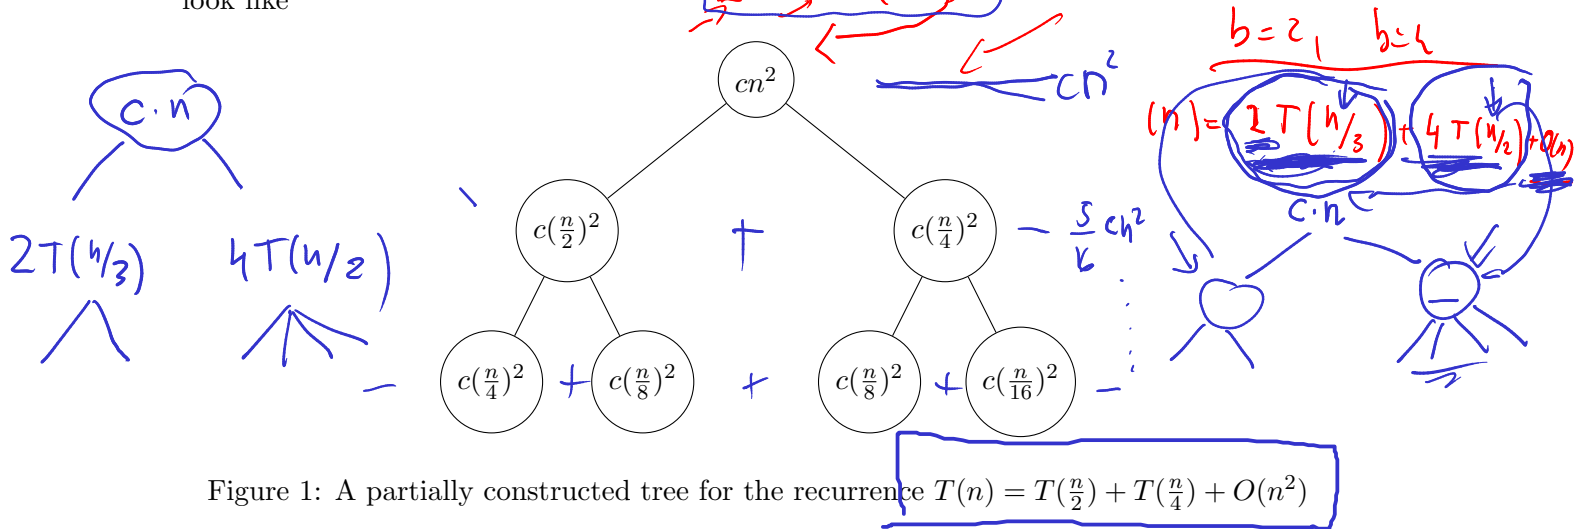 look like
b=2, b=4
cn²
c·n
cn²
(n) = 2T(n/3) + 4T(n/2) + O(n)
c·n
c(n/2)² + c(n/4)² — 5/16 cn²
2T(n/3) 4T(n/2)
— c(n/4)² + c(n/8)² + c(n/8)² + c(n/16)² —
Figure 1: A partially constructed tree for the recurrence T(n) = T(n/2) + T(n/4) + O(n²)